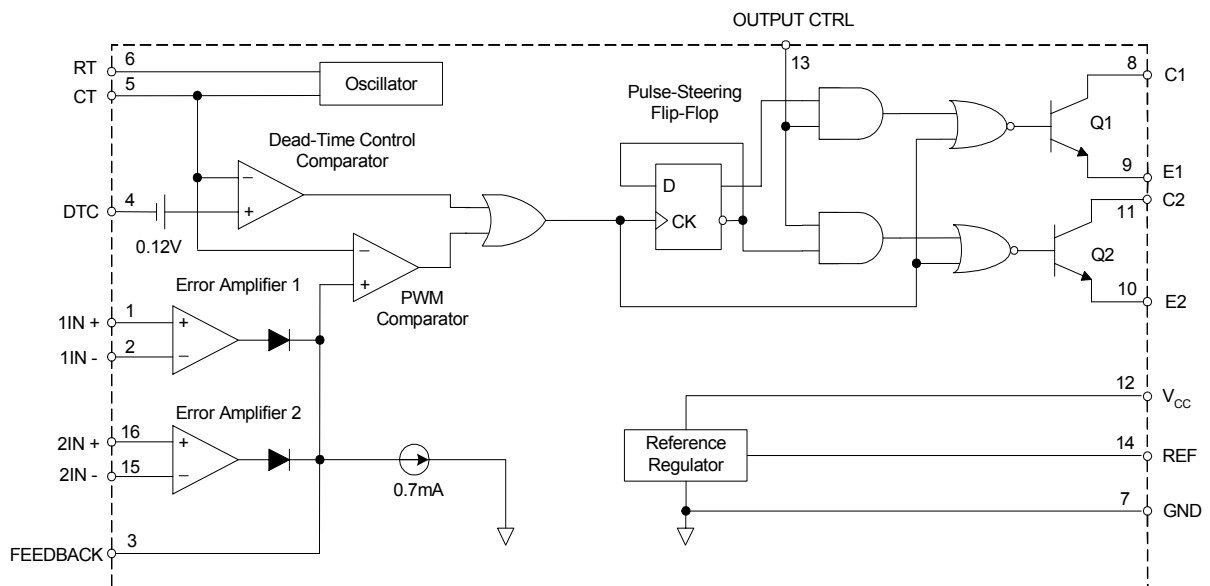 OUTPUT CTRL
13
RT 6
CT 5
Oscillator
Pulse-Steering
Flip-Flop
8 C1
Q1
9 E1
Dead-Time Control
Comparator
−
+
DTC 4
0.12V
D
CK
C2
11
Q2
10 E2
−
+
PWM
Comparator
Error Amplifier 1
1IN + 1
+
1IN - 2
−
Error Amplifier 2
2IN + 16
+
2IN - 15
−
0.7mA
12 VCC
Reference
Regulator
14 REF
7 GND
FEEDBACK 3